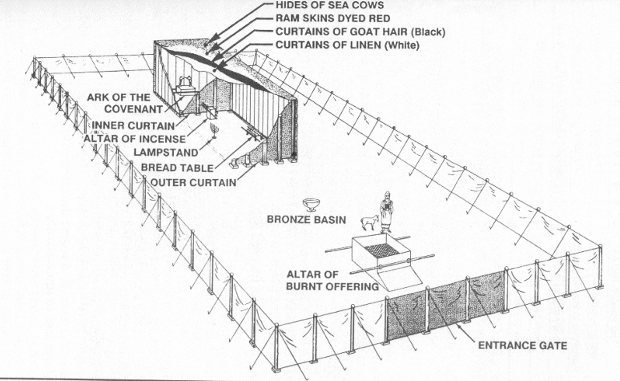 HIDES OF SEA COWS
RAM SKINS DYED RED
CURTAINS OF GOAT HAIR (Black)
CURTAINS OF LINEN (White)
ARK OF THE
COVENANT
INNER CURTAIN
ALTAR OF INCENSE
LAMPSTAND
BREAD TABLE
OUTER CURTAIN
BRONZE BASIN
ALTAR OF
BURNT OFFERING
ENTRANCE GATE